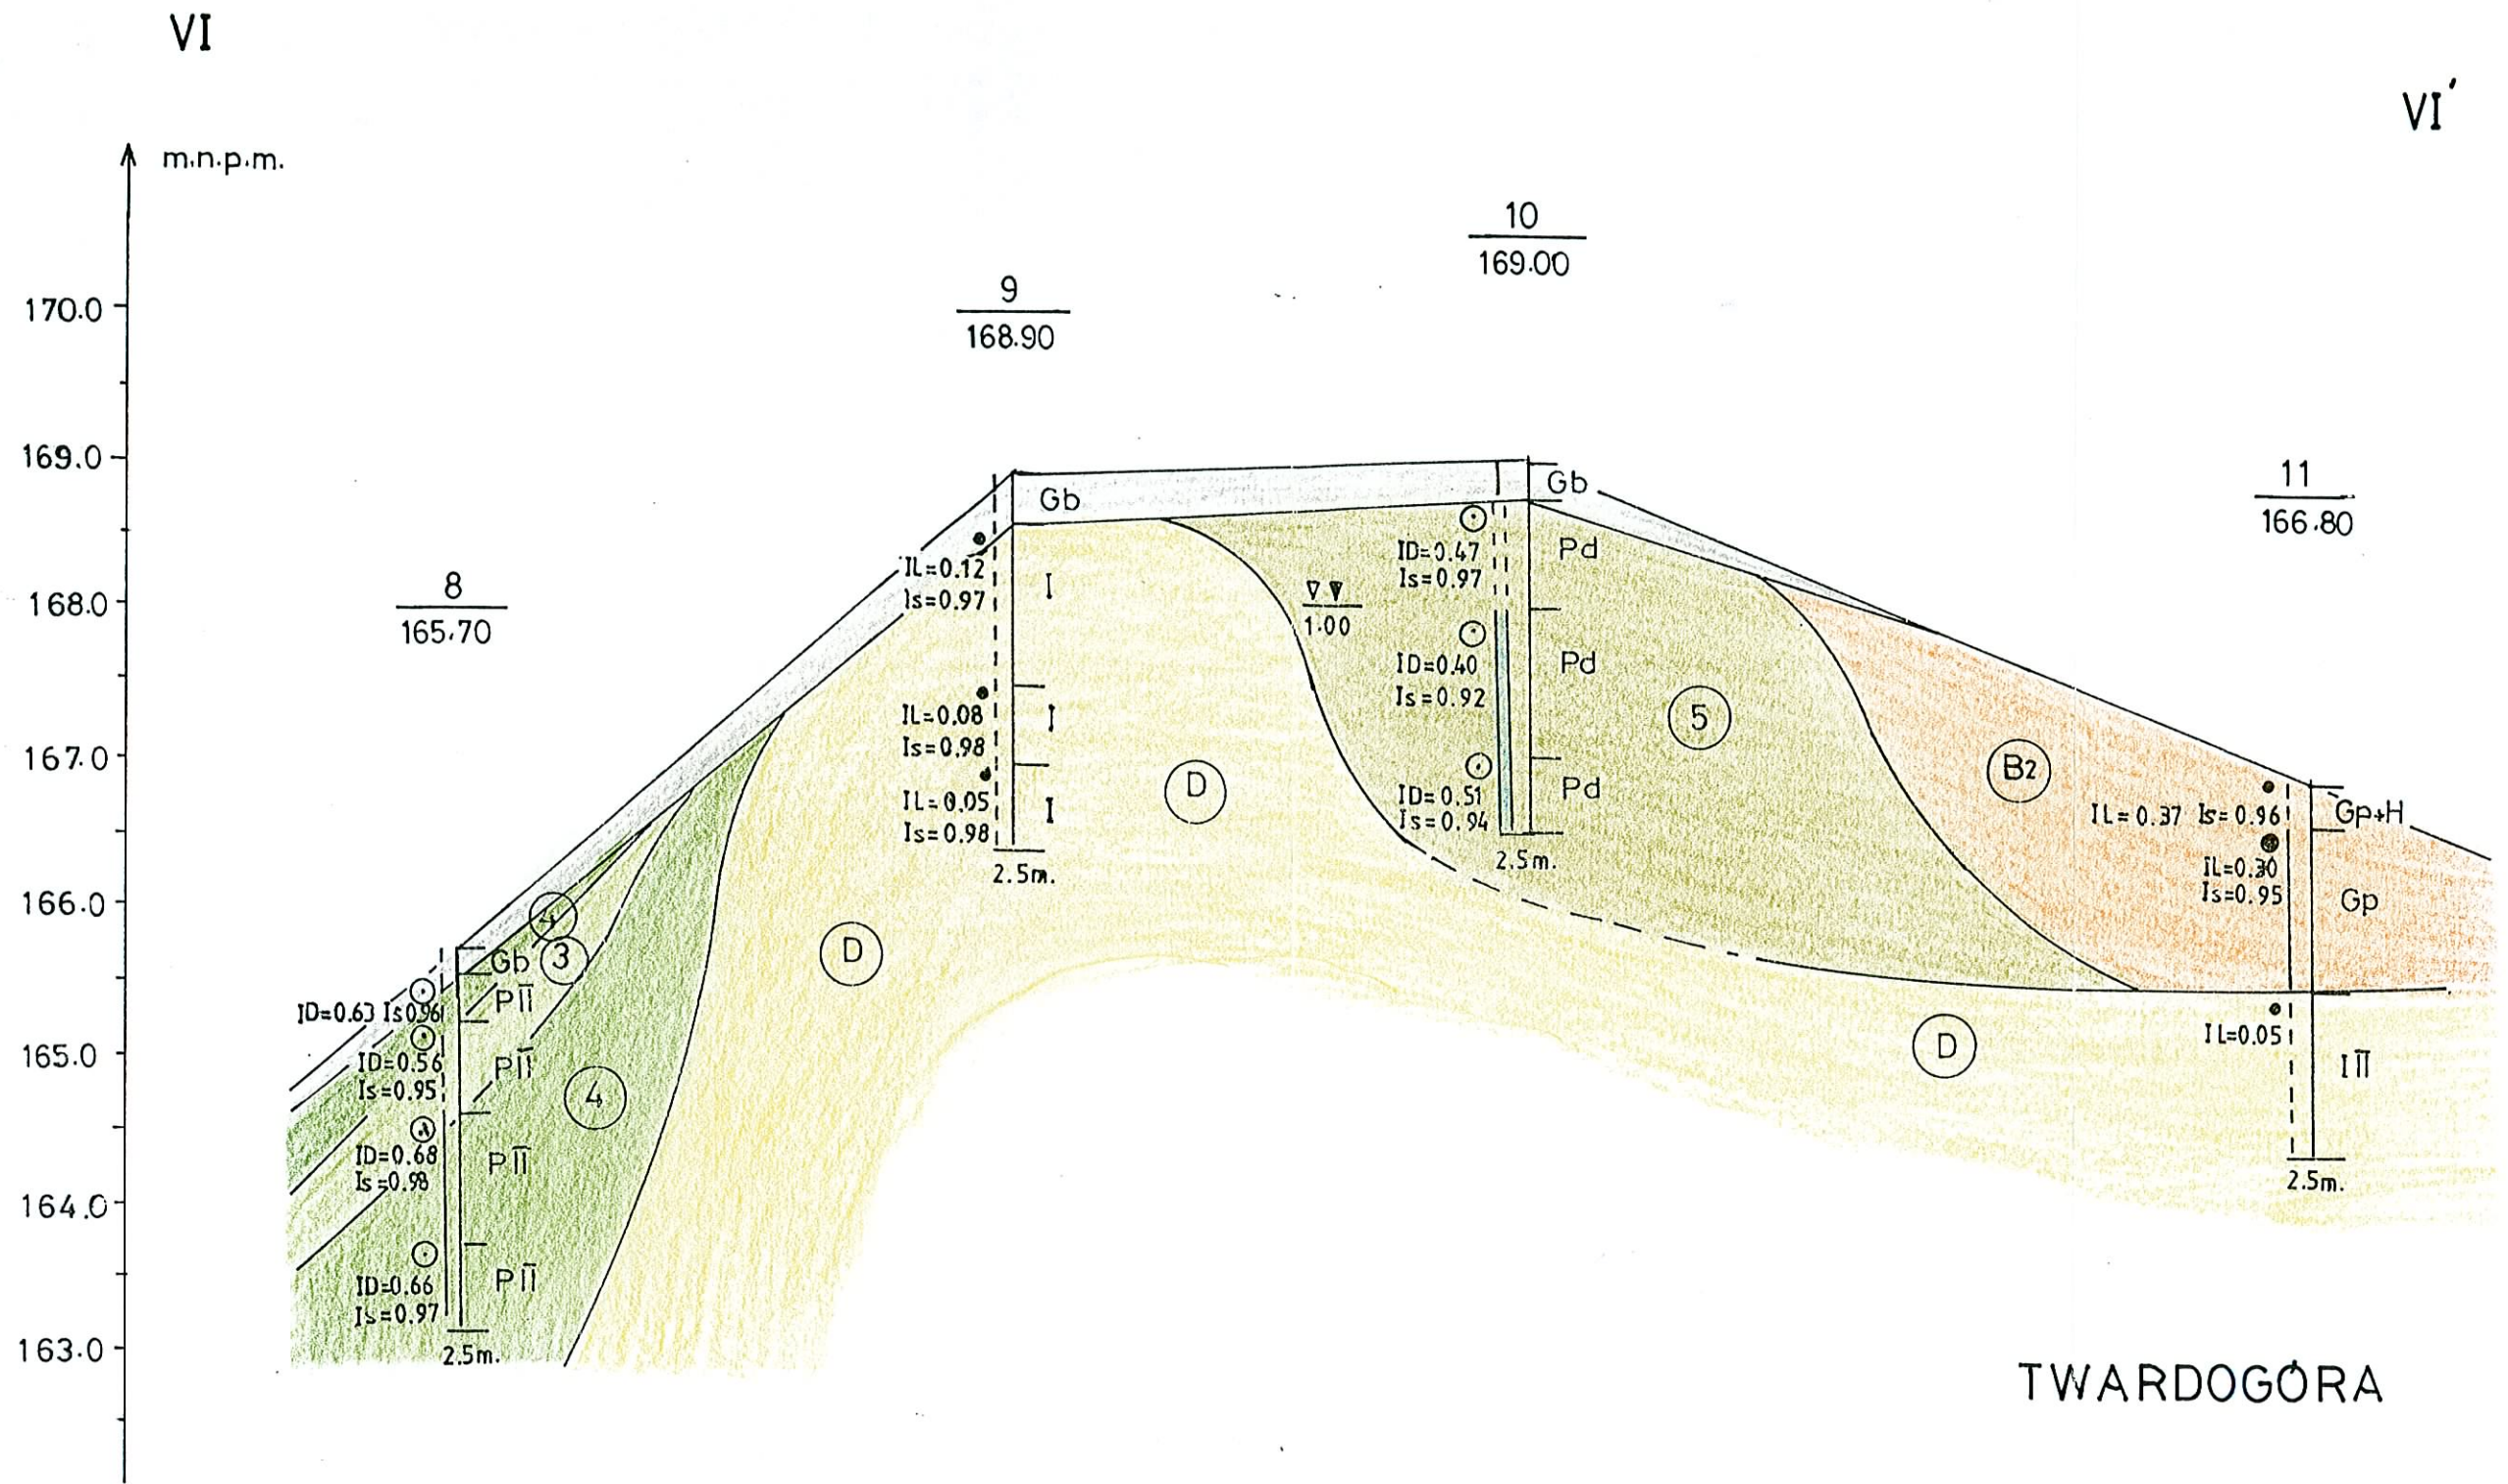 VI
VI'
m.n.p.m.
170.0
169.0
168.0
167.0
166.0
165.0
164.0
163.0
8
165.70
9
168.90
10
169.00
11
166.80
Gb
PΠ̄
PΠ̄
PΠ̄
PΠ̄
ID=0.63 Is0.96
ID=0.56
Is=0.95
ID=0.68
Is=0.98
ID=0.66
Is=0.97
2.5m.
4
3
4
D
Gb
I
I
I
IL=0.12
Is=0.97
IL=0.08
Is=0.98
IL=0.05
Is=0.98
2.5m.
D
1.00
Gb
Pd
Pd
Pd
ID=0.47
Is=0.97
ID=0.40
Is=0.92
ID=0.51
Is=0.94
2.5m.
5
B2
D
Gp+H
Gp
IΠ̄
IL=0.37 Is=0.96
IL=0.30
Is=0.95
IL=0.05
2.5m.
TWARDOGÓRA